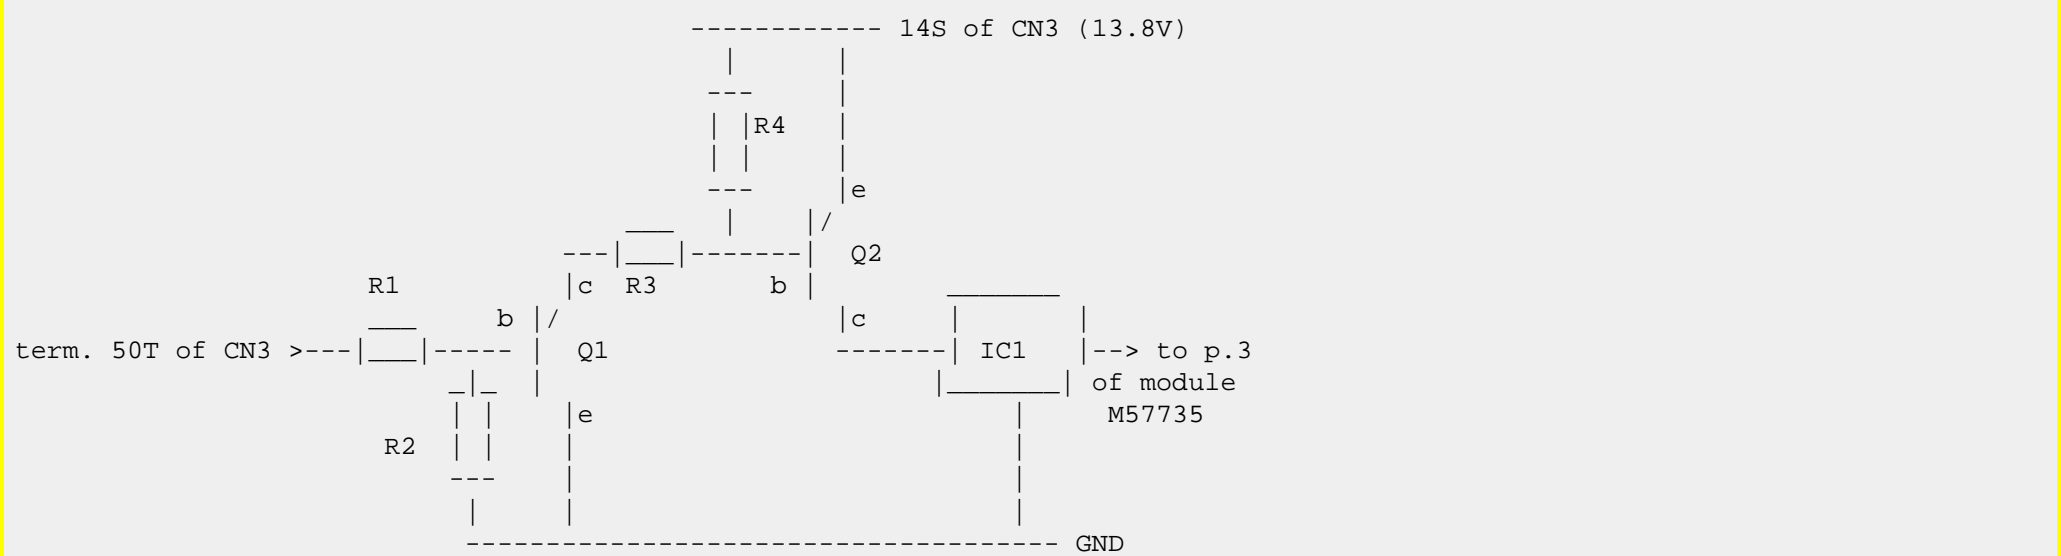 14S of CN3 (13.8V)
R4
e
Q2
R1 c R3 b
b c
term. 50T of CN3 > Q1 IC1 --> to p.3
of module
e M57735
R2
GND